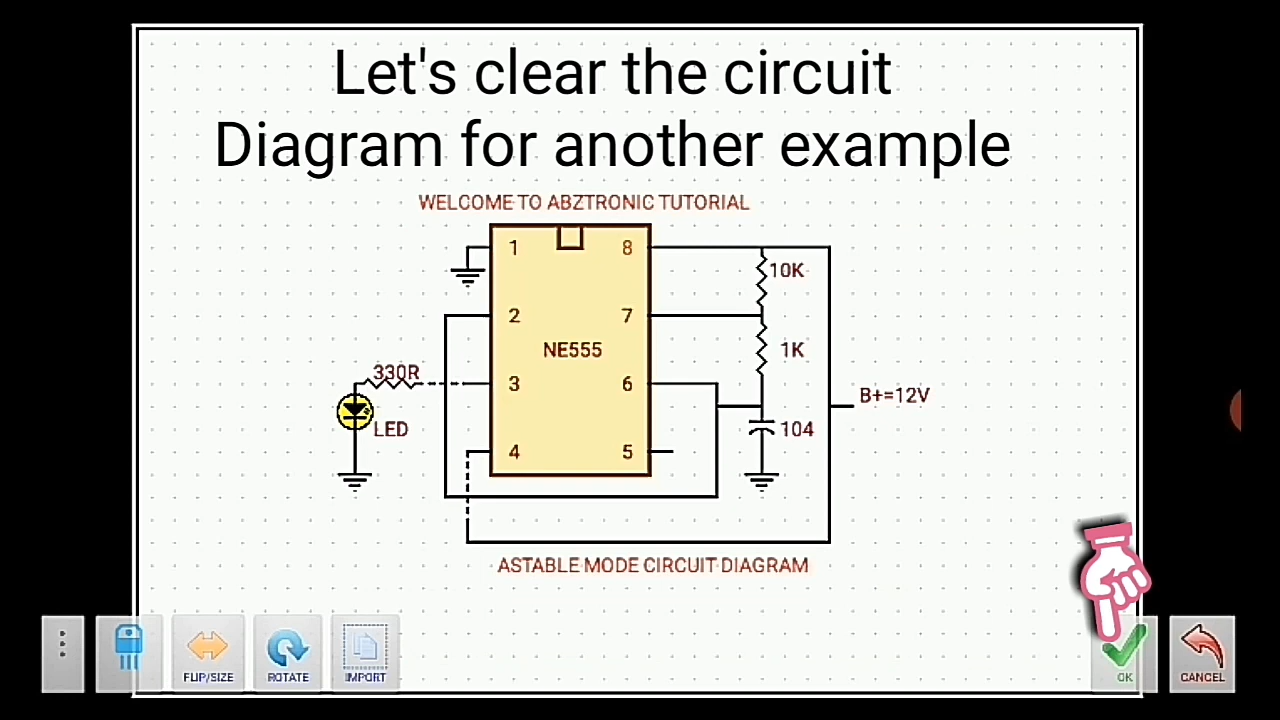 Let's clear the circuit
Diagram for another example
WELCOME TO ABZTRONIC TUTORIAL
1
8
10K
2
7
NE555
1K
330R
3
6
B+=12V
LED
104
4
5
ASTABLE MODE CIRCUIT DIAGRAM
FLIP/SIZE
ROTATE
IMPORT
OK
CANCEL